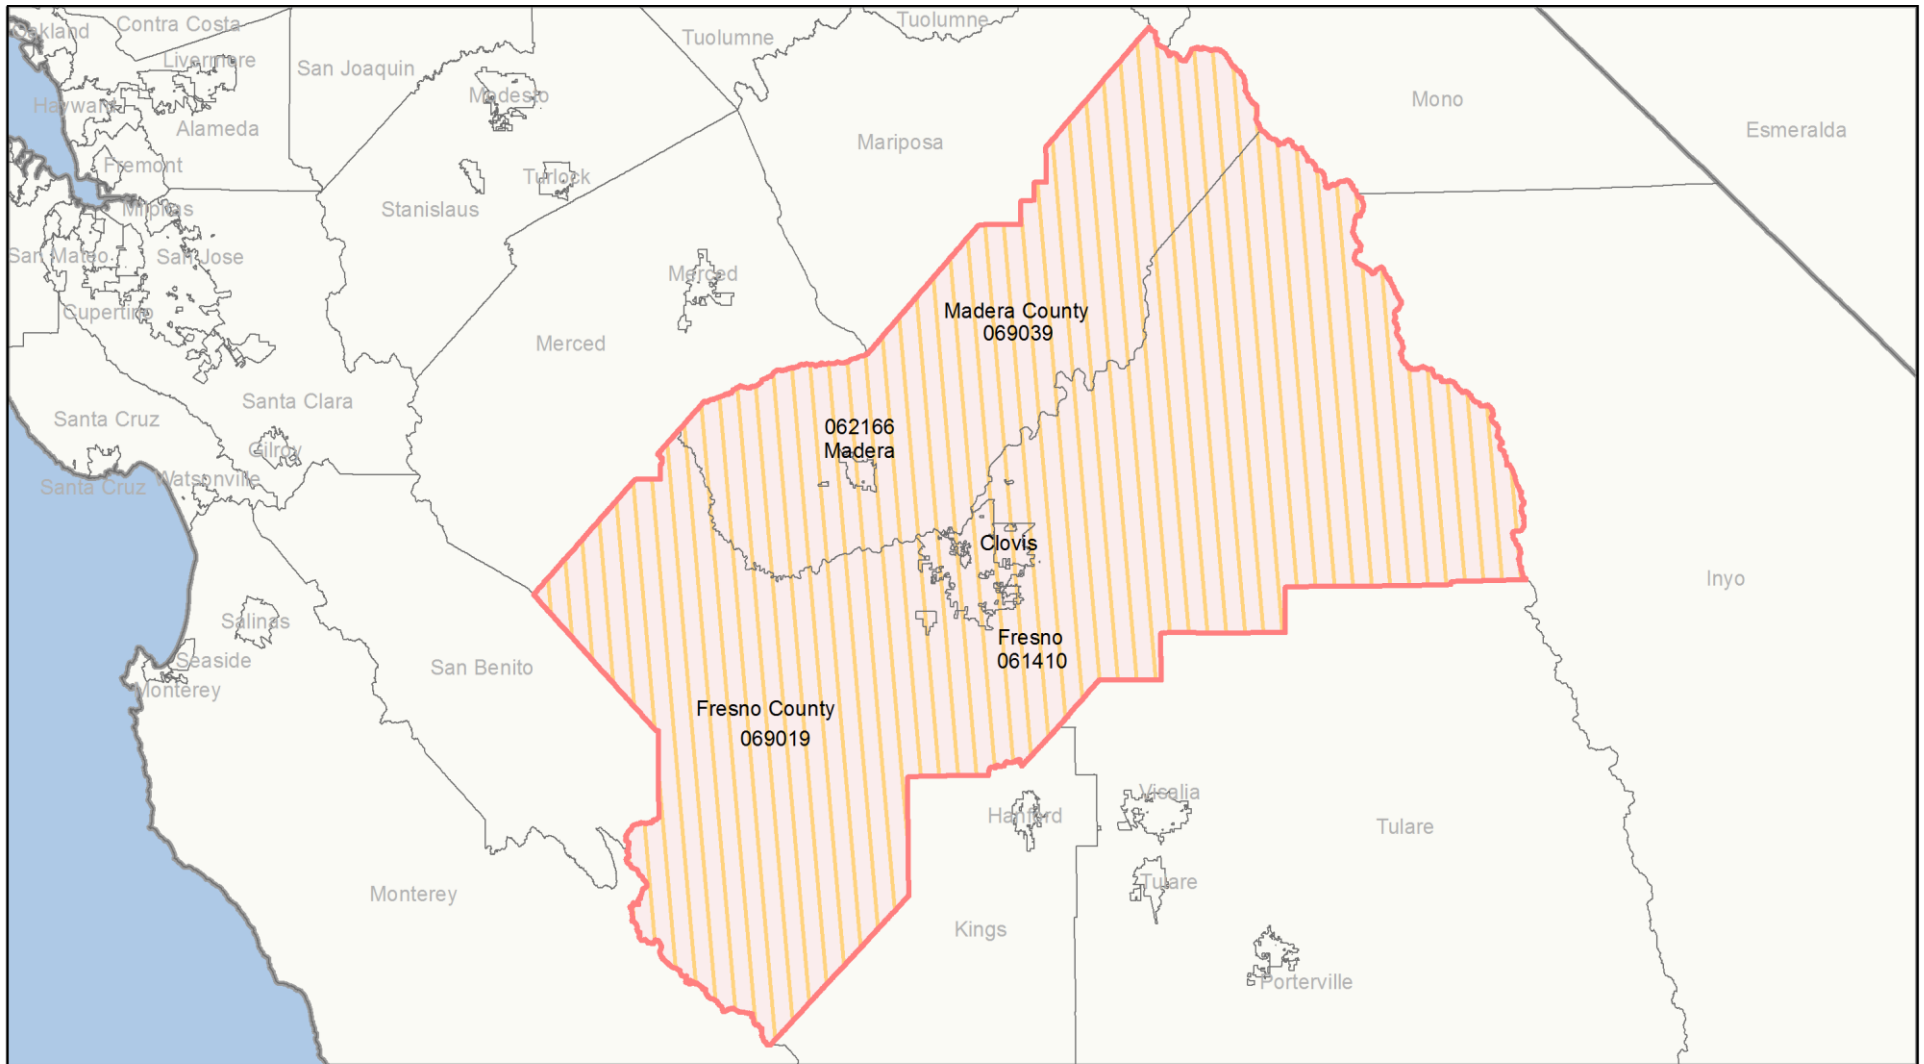 Oakland
Contra Costa
Tuolumne
Tuolumne
Livermore
San Joaquin
Modesto
Hayward
Alameda
Mono
Esmeralda
Mariposa
Fremont
Turlock
Milpitas
Stanislaus
San Mateo
San Jose
Merced
Cupertino
Madera County
069039
Merced
Santa Clara
Santa Cruz
062166
Madera
Gilroy
Santa Cruz
Watsonville
Clovis
Inyo
Salinas
Fresno
061410
Seaside
San Benito
Monterey
Fresno County
069019
Visalia
Hanford
Tulare
Tulare
Monterey
Kings
Porterville